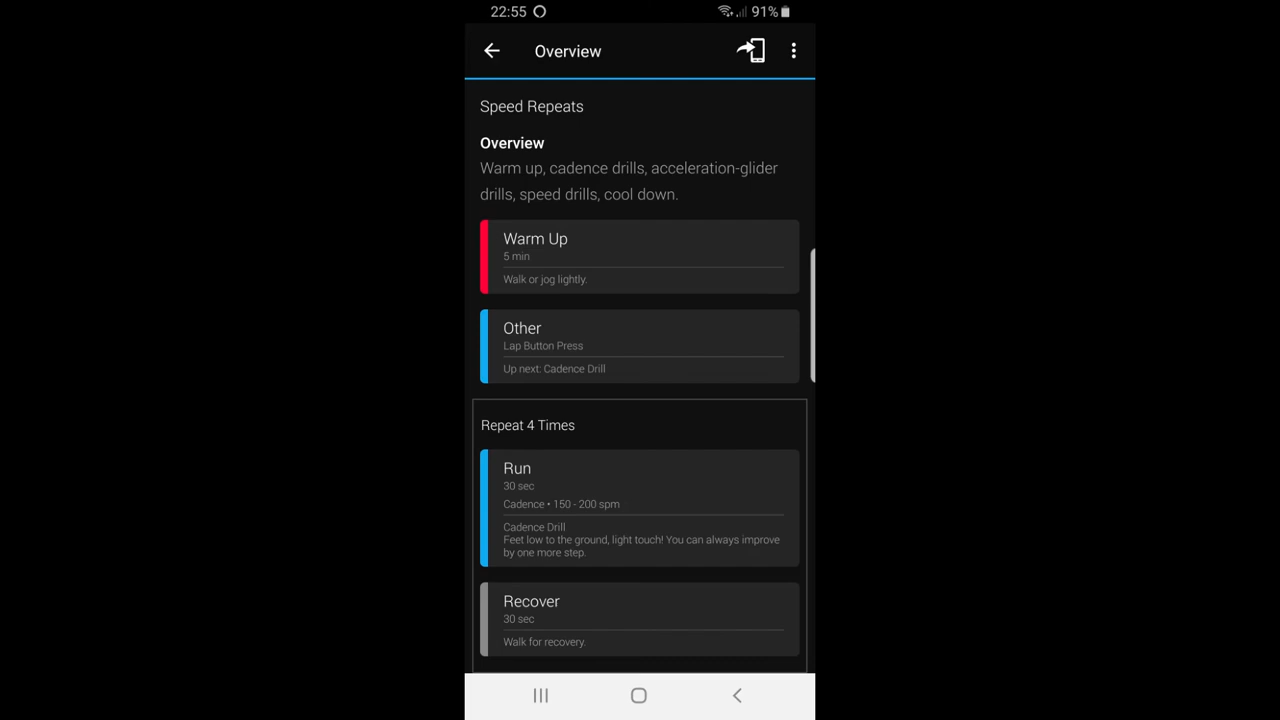 22:55
91%
Overview
Speed Repeats
Overview
Warm up, cadence drills, acceleration-glider
drills, speed drills, cool down.
Warm Up
5 min
Walk or jog lightly.
Other
Lap Button Press
Up next: Cadence Drill
Repeat 4 Times
Run
30 sec
Cadence • 150 - 200 spm
Cadence Drill
Feet low to the ground, light touch! You can always improve
by one more step.
Recover
30 sec
Walk for recovery.